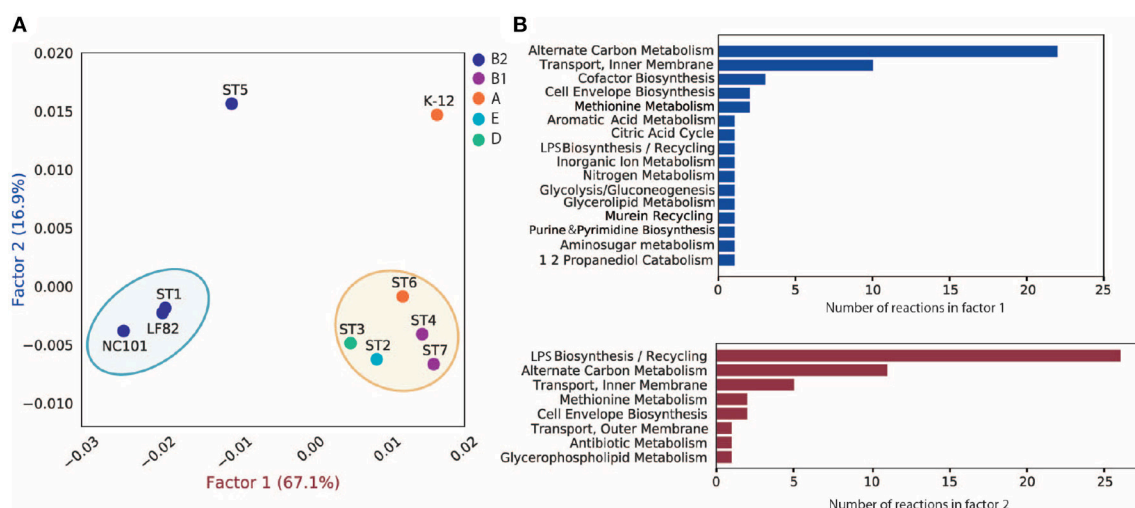 A
B
0.020
0.015
0.010
0.005
0.000
−0.005
−0.010
Factor 2 (16.9%)
ST5
K-12
ST6
ST1
LF82
NC101
ST3
ST4
ST2
ST7
−0.03
−0.02
−0.01
0.00
0.01
0.02
Factor 1 (67.1%)
B2
B1
A
E
D
Alternate Carbon Metabolism
Transport, Inner Membrane
Cofactor Biosynthesis
Cell Envelope Biosynthesis
Methionine Metabolism
Aromatic Acid Metabolism
Citric Acid Cycle
LPSBiosynthesis / Recycling
Inorganic Ion Metabolism
Nitrogen Metabolism
Glycolysis/Gluconeogenesis
Glycerolipid Metabolism
Murein Recycling
Purine &Pyrimidine Biosynthesis
Aminosugar metabolism
1 2 Propanediol Catabolism
0
5
10
15
20
25
Number of reactions in factor 1
LPS Biosynthesis / Recycling
Alternate Carbon Metabolism
Transport, Inner Membrane
Methionine Metabolism
Cell Envelope Biosynthesis
Transport, Outer Membrane
Antibiotic Metabolism
Glycerophospholipid Metabolism
0
5
10
15
20
25
Number of reactions in factor 2